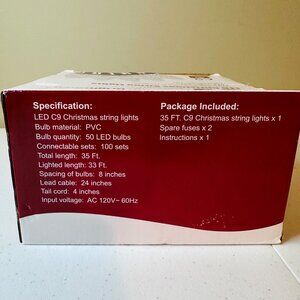 Specification:
LED C9 Christmas string lights
Bulb material: PVC
Bulb quantity: 50 LED bulbs
Connectable sets: 100 sets
Total length: 35 Ft.
Lighted length: 33 Ft.
Spacing of bulbs: 8 inches
Lead cable: 24 inches
Tail cord: 4 inches
Input voltage: AC 120V~ 60Hz
Package Included:
35 FT. C9 Christmas string lights x 1
Spare fuses x 2
Instructions x 1